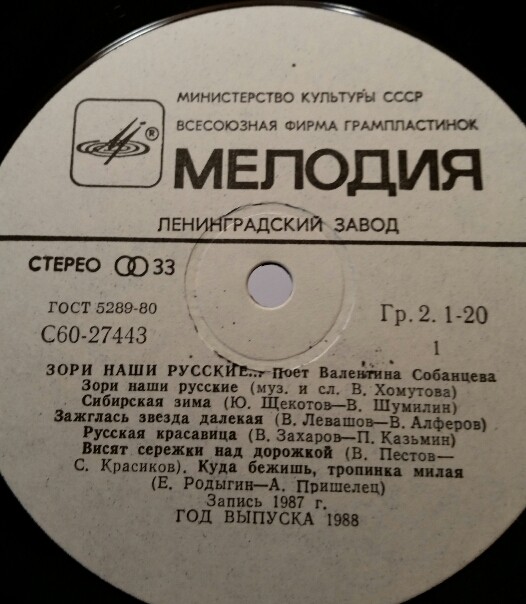 МИНИСТЕРСТВО КУЛЬТУРЫ СССР
ВСЕСОЮЗНАЯ ФИРМА ГРАМПЛАСТИНОК
®
МЕЛОДИЯ
ЛЕНИНГРАДСКИЙ ЗАВОД
СТЕРЕО 33
ГОСТ 5289-80
С60-27443
Гр. 2. 1-20
1
ЗОРИ НАШИ РУССКИЕ... Поет Валентина Собанцева
Зори наши русские (муз. и сл. В. Хомутова)
Сибирская зима (Ю. Щекотов—В. Шумилин)
Зажглась звезда далекая (В. Левашов—В. Алферов)
Русская красавица (В. Захаров—П. Казьмин)
Висят сережки над дорожкой (В. Пестов—
С. Красиков). Куда бежишь, тропинка милая
(Е. Родыгин—А. Пришелец)
Запись 1987 г.
ГОД ВЫПУСКА 1988